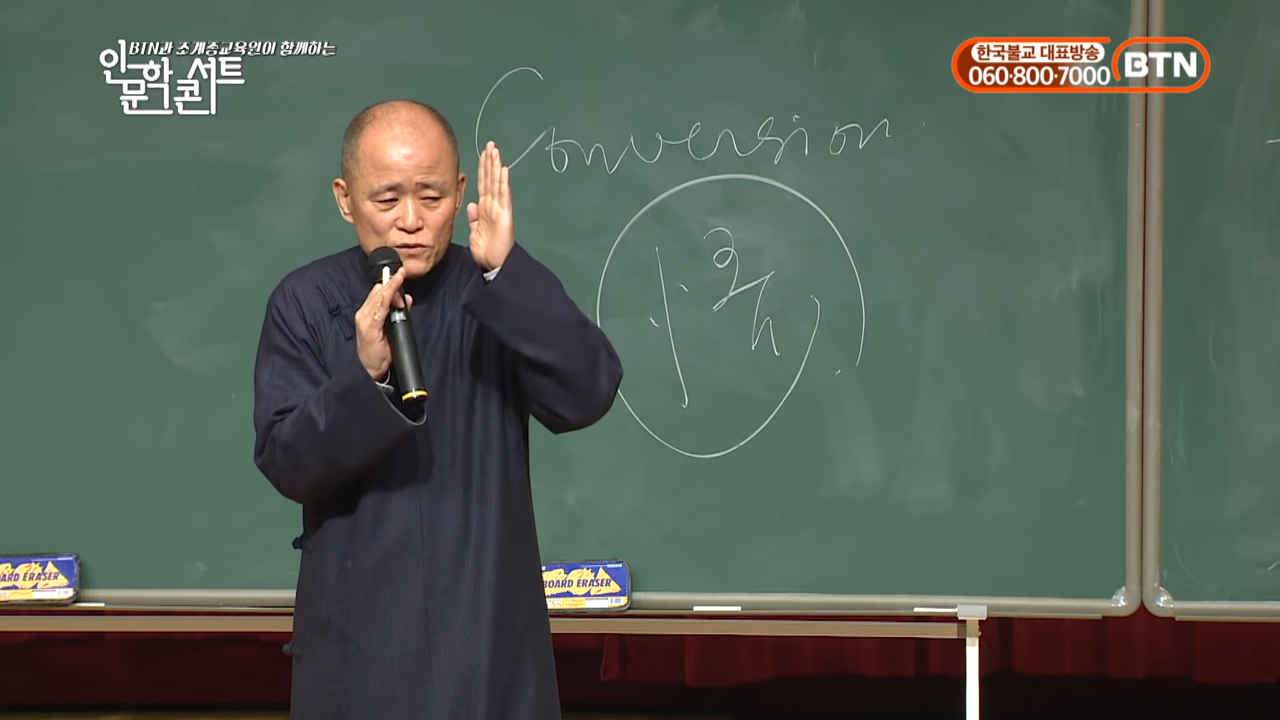 BTN과 조계종교육원이 함께하는
인문학 콘서트
한국불교 대표방송
060·800·7000
BTN
Conversion
BOARD ERASER
BOARD ERASER